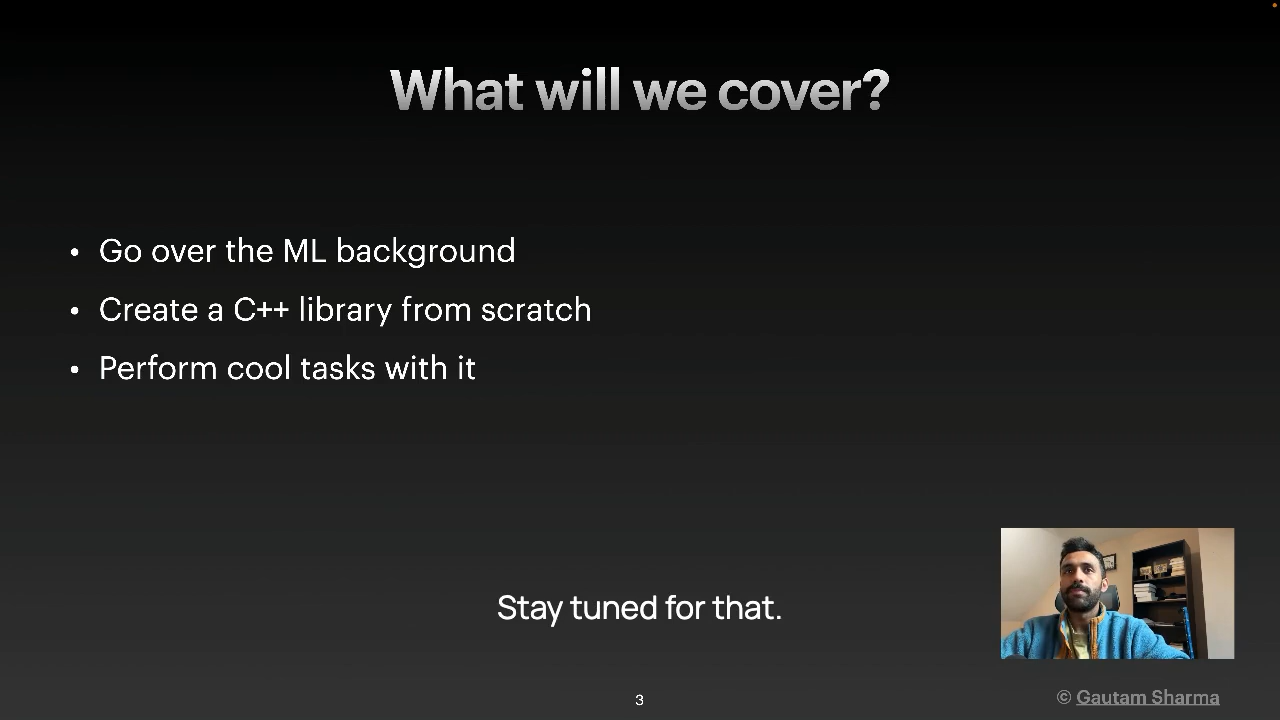 What will we cover?
• Go over the ML background
• Create a C++ library from scratch
• Perform cool tasks with it
Stay tuned for that.
3
© Gautam Sharma